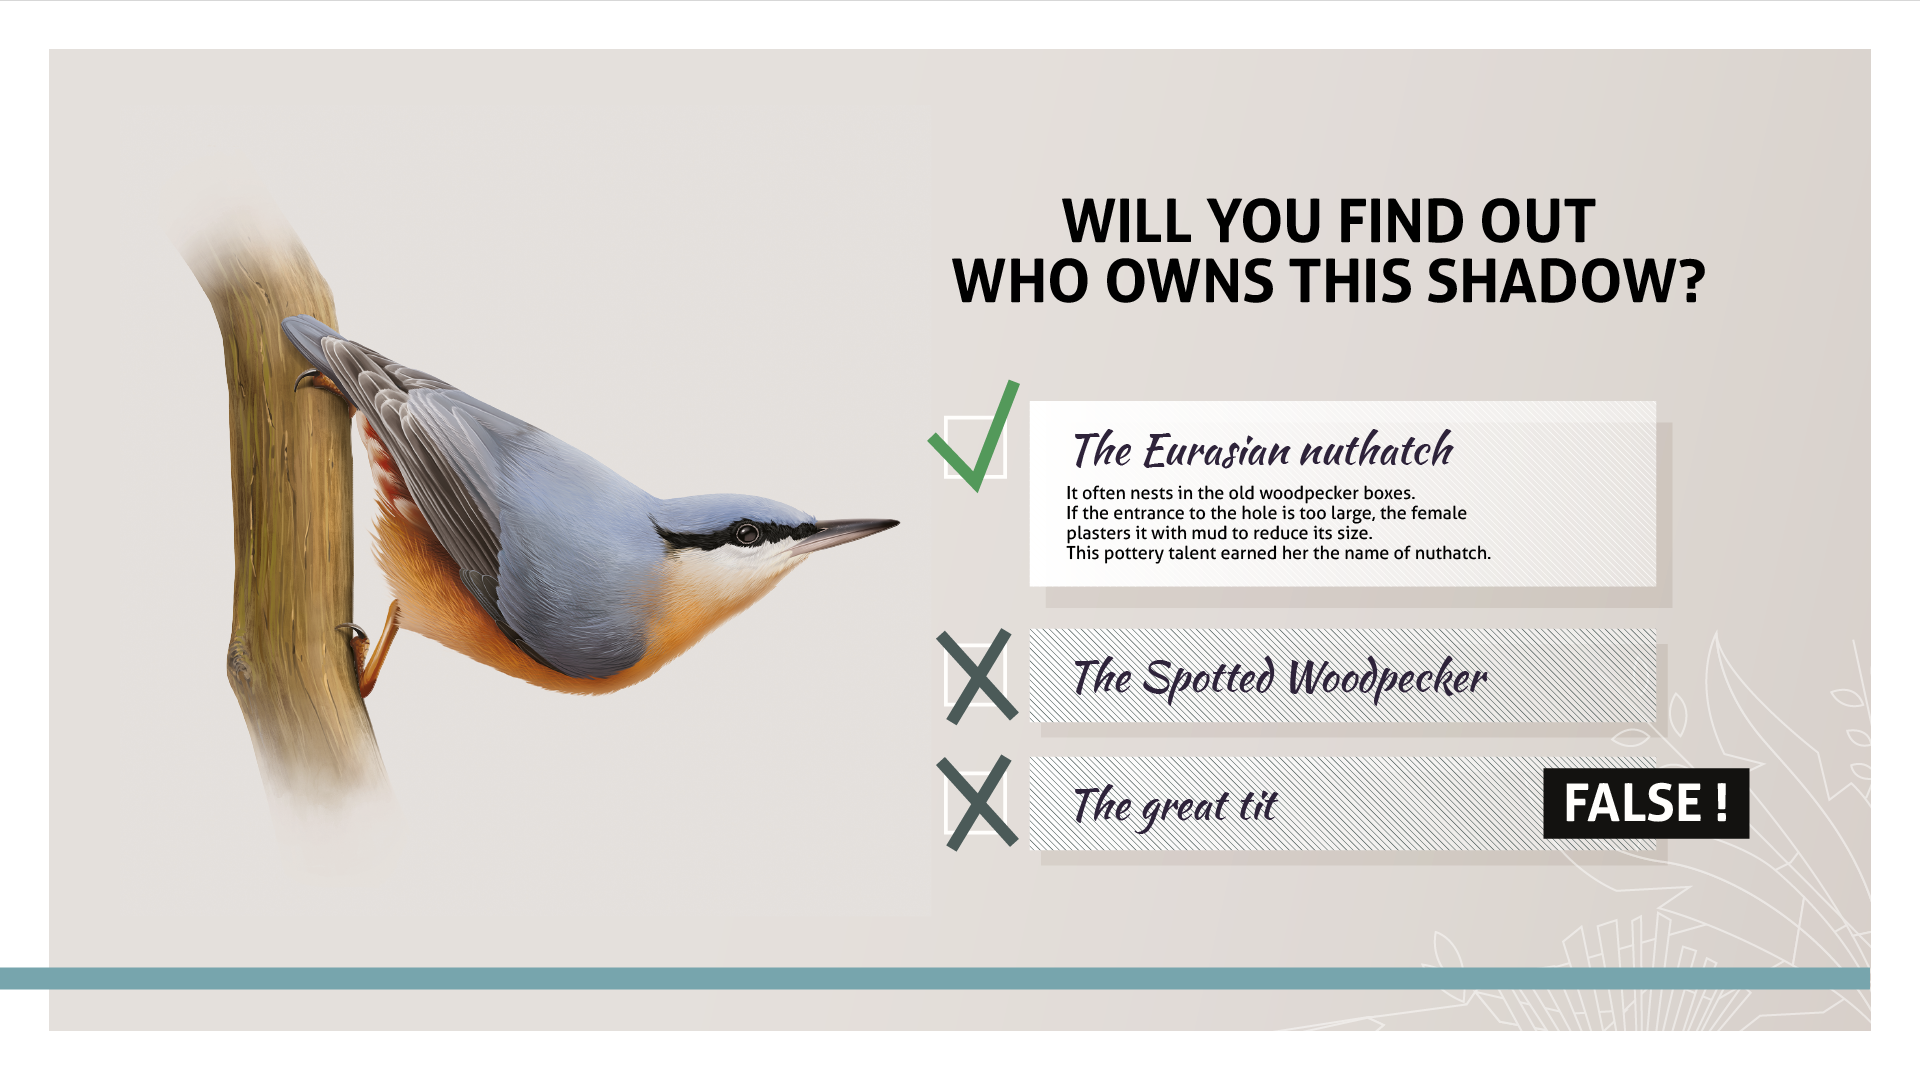 WILL YOU FIND OUT
WHO OWNS THIS SHADOW?
The Eurasian nuthatch
It often nests in the old woodpecker boxes.
If the entrance to the hole is too large, the female
plasters it with mud to reduce its size.
This pottery talent earned her the name of nuthatch.
The Spotted Woodpecker
The great tit
FALSE !